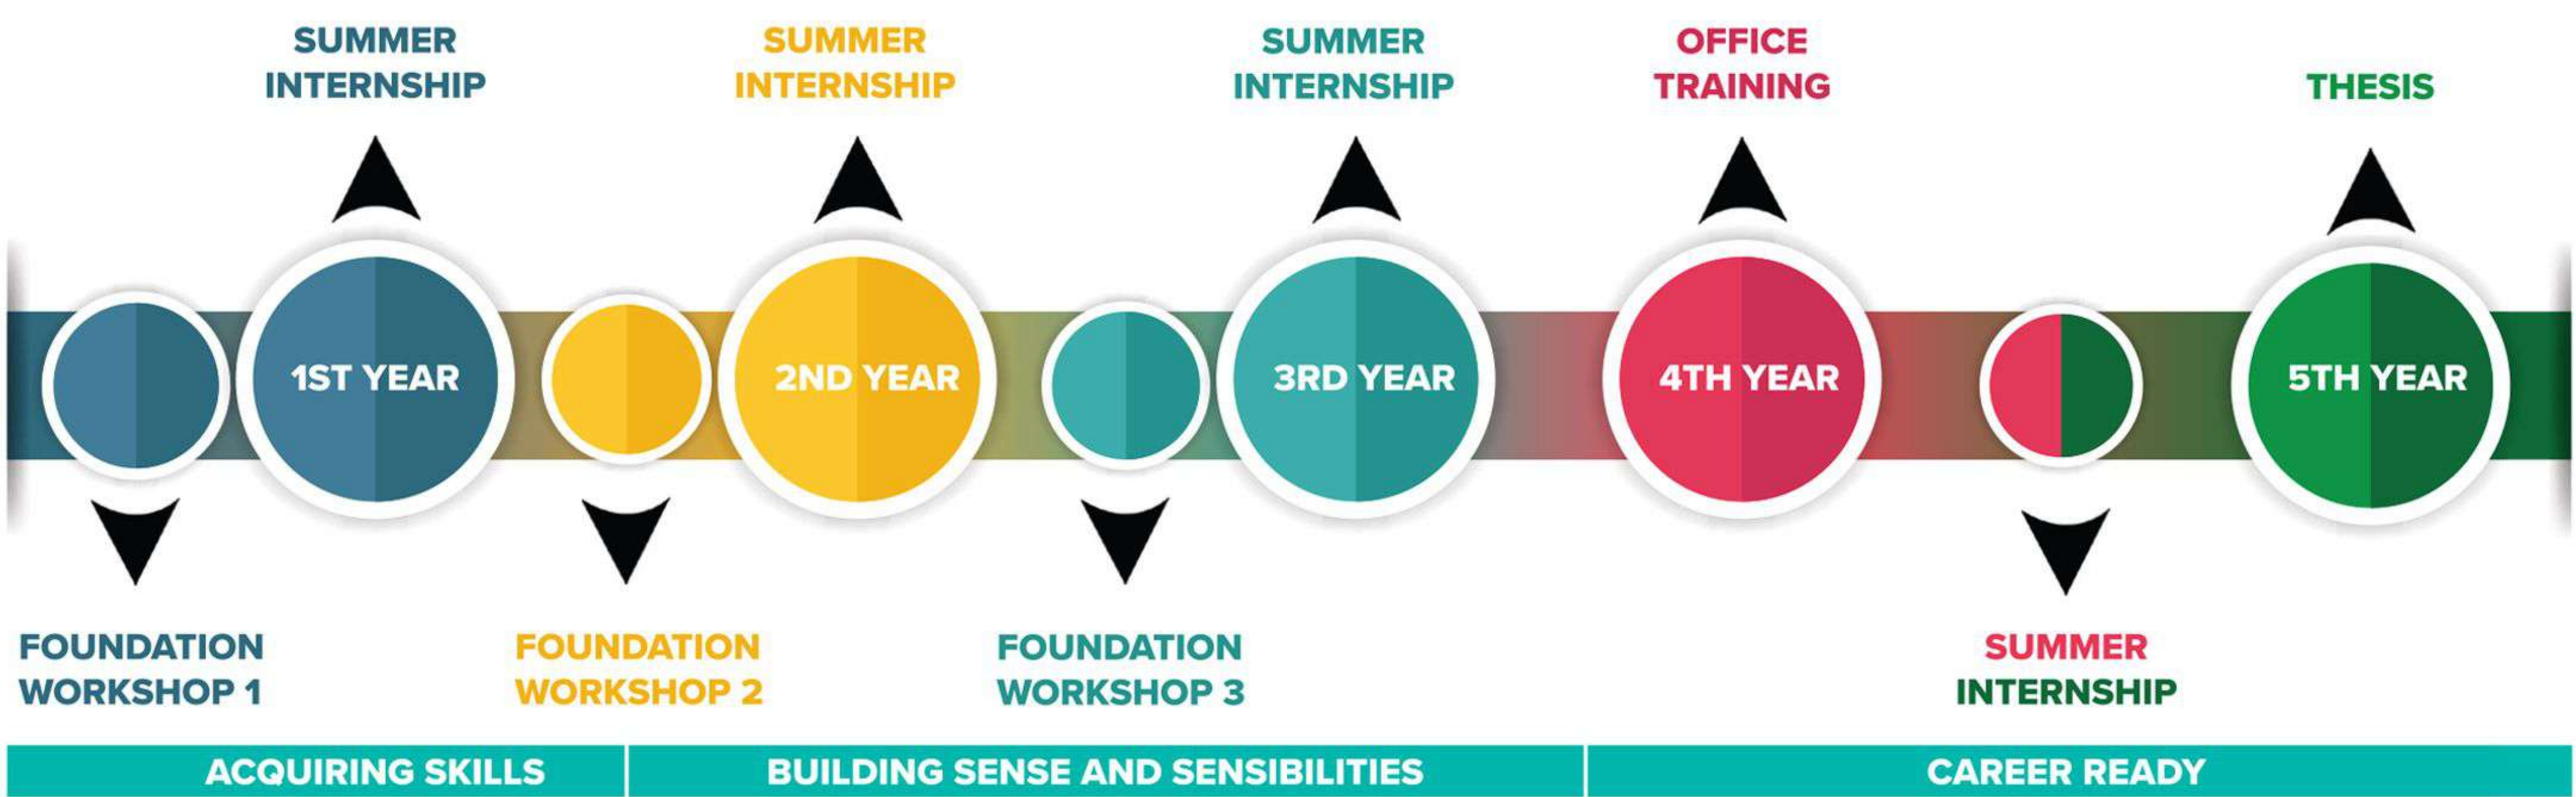 SUMMER
INTERNSHIP
SUMMER
INTERNSHIP
SUMMER
INTERNSHIP
OFFICE
TRAINING
THESIS
1ST YEAR
2ND YEAR
3RD YEAR
4TH YEAR
5TH YEAR
FOUNDATION
WORKSHOP 1
FOUNDATION
WORKSHOP 2
FOUNDATION
WORKSHOP 3
SUMMER
INTERNSHIP
ACQUIRING SKILLS
BUILDING SENSE AND SENSIBILITIES
CAREER READY